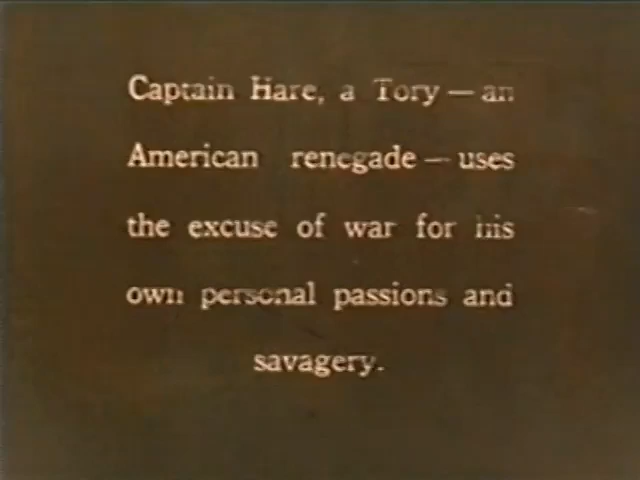 Captain Hare, a Tory — an
American renegade — uses
the excuse of war for his
own personal passions and
savagery.